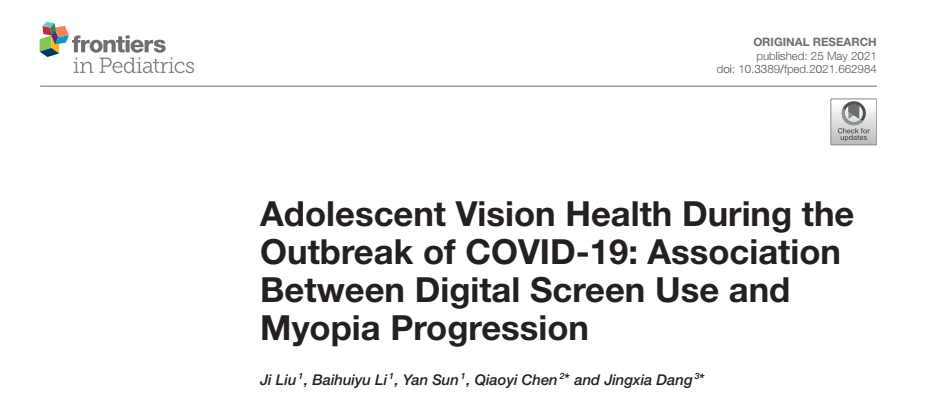 frontiers
in Pediatrics
ORIGINAL RESEARCH
published: 25 May 2021
doi: 10.3389/fped.2021.662984
Check for
updates
Adolescent Vision Health During the
Outbreak of COVID-19: Association
Between Digital Screen Use and
Myopia Progression
Ji Liu¹, Baihuiyu Li¹, Yan Sun¹, Qiaoyi Chen²* and Jingxia Dang³*